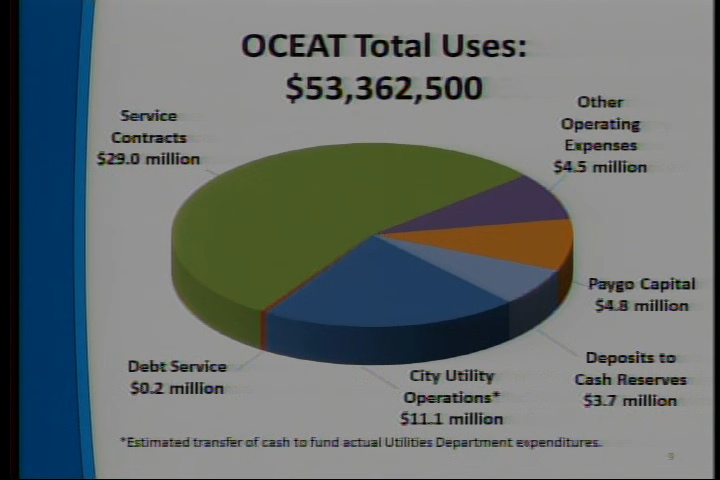 OCEAT Total Uses:
$53,362,500
Service
Contracts
$29.0 million
Other
Operating
Expenses
$4.5 million
Paygo Capital
$4.8 million
Deposits to
Cash Reserves
$3.7 million
City Utility
Operations*
$11.1 million
Debt Service
$0.2 million
*Estimated transfer of cash to fund actual Utilities Department expenditures.
9